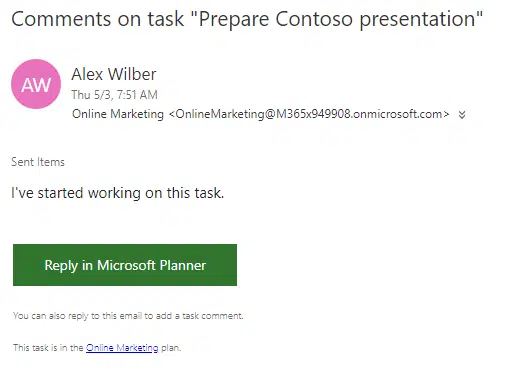 Comments on task "Prepare Contoso presentation"
AW
Alex Wilber
Thu 5/3, 7:51 AM
Online Marketing <OnlineMarketing@M365x949908.onmicrosoft.com>
Sent Items
I've started working on this task.
Reply in Microsoft Planner
You can also reply to this email to add a task comment.
This task is in the Online Marketing plan.